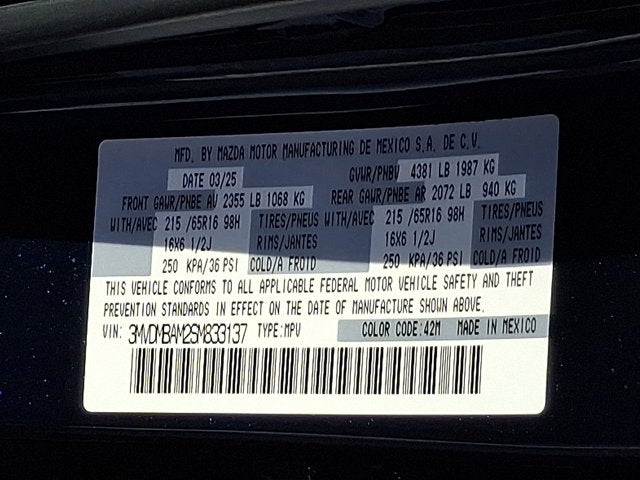 MFD. BY MAZDA MOTOR MANUFACTURING DE MEXICO S.A. DE C.V.
DATE 03/25 GVWR/PNBV 4381 LB 1987 KG
FRONT GAWR/PNBE AV 2355 LB 1068 KG REAR GAWR/PNBE AR 2072 LB 940 KG
WITH/AVEC 215 /65R16 98H TIRES/PNEUS WITH/AVEC 215 /65R16 98H TIRES/PNEUS
16X6 1/2J RIMS/JANTES 16X6 1/2J RIMS/JANTES
250 KPA/36 PSI COLD/A FROID 250 KPA/36 PSI COLD/A FROID
THIS VEHICLE CONFORMS TO ALL APPLICABLE FEDERAL MOTOR VEHICLE SAFETY AND THEFT
PREVENTION STANDARDS IN EFFECT ON THE DATE OF MANUFACTURE SHOWN ABOVE.
VIN: 3MVDMBAM2SM833137 TYPE:MPV COLOR CODE:42M MADE IN MEXICO